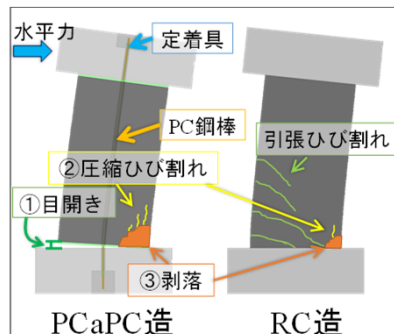 水平力
定着具
PC鋼棒
引張ひび割れ
②圧縮ひび割れ
①目開き
③剥落
PCaPC造
RC造